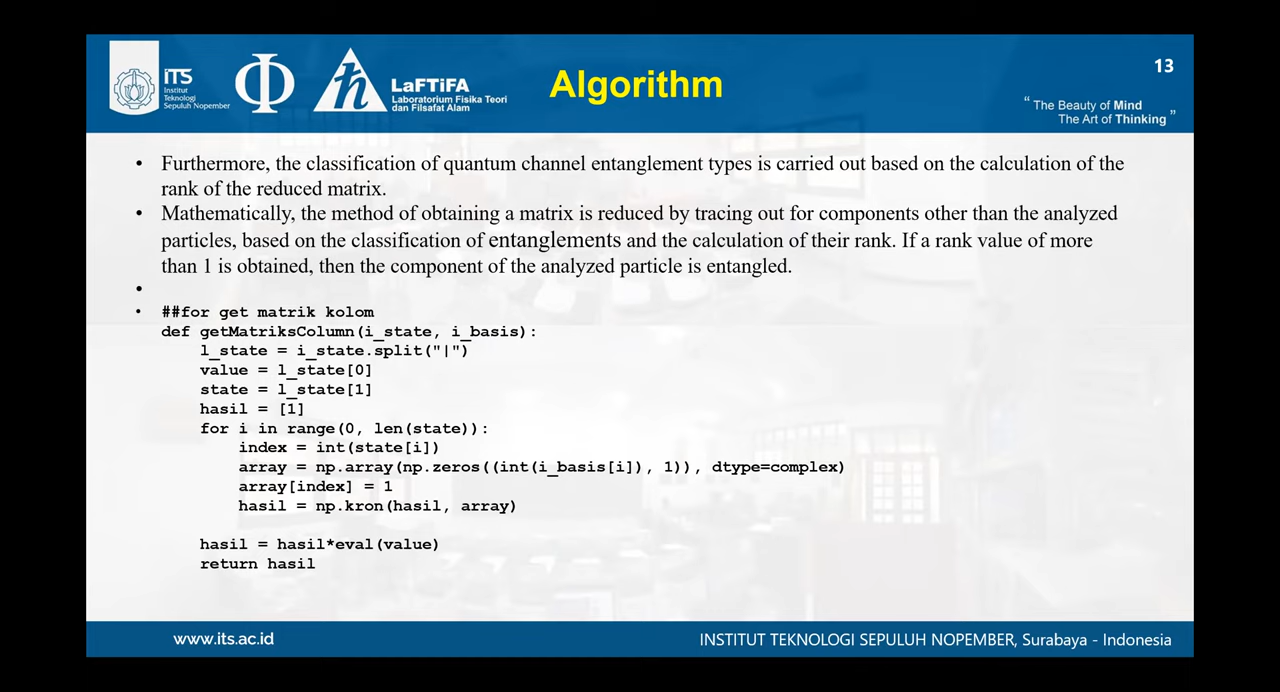 ITS
Institut
Teknologi
Sepuluh Nopember
Φ
ħ
LaFTiFA
Laboratorium Fisika Teori
dan Filsafat Alam
Algorithm
13
“ The Beauty of Mind
The Art of Thinking ”
• Furthermore, the classification of quantum channel entanglement types is carried out based on the calculation of the
rank of the reduced matrix.
• Mathematically, the method of obtaining a matrix is reduced by tracing out for components other than the analyzed
particles, based on the classification of entanglements and the calculation of their rank. If a rank value of more
than 1 is obtained, then the component of the analyzed particle is entangled.
•
• ##for get matrik kolom
def getMatriksColumn(i_state, i_basis):
    l_state = i_state.split("|")
    value = l_state[0]
    state = l_state[1]
    hasil = [1]
    for i in range(0, len(state)):
        index = int(state[i])
        array = np.array(np.zeros((int(i_basis[i]), 1)), dtype=complex)
        array[index] = 1
        hasil = np.kron(hasil, array)
    hasil = hasil*eval(value)
    return hasil
www.its.ac.id
INSTITUT TEKNOLOGI SEPULUH NOPEMBER, Surabaya - Indonesia